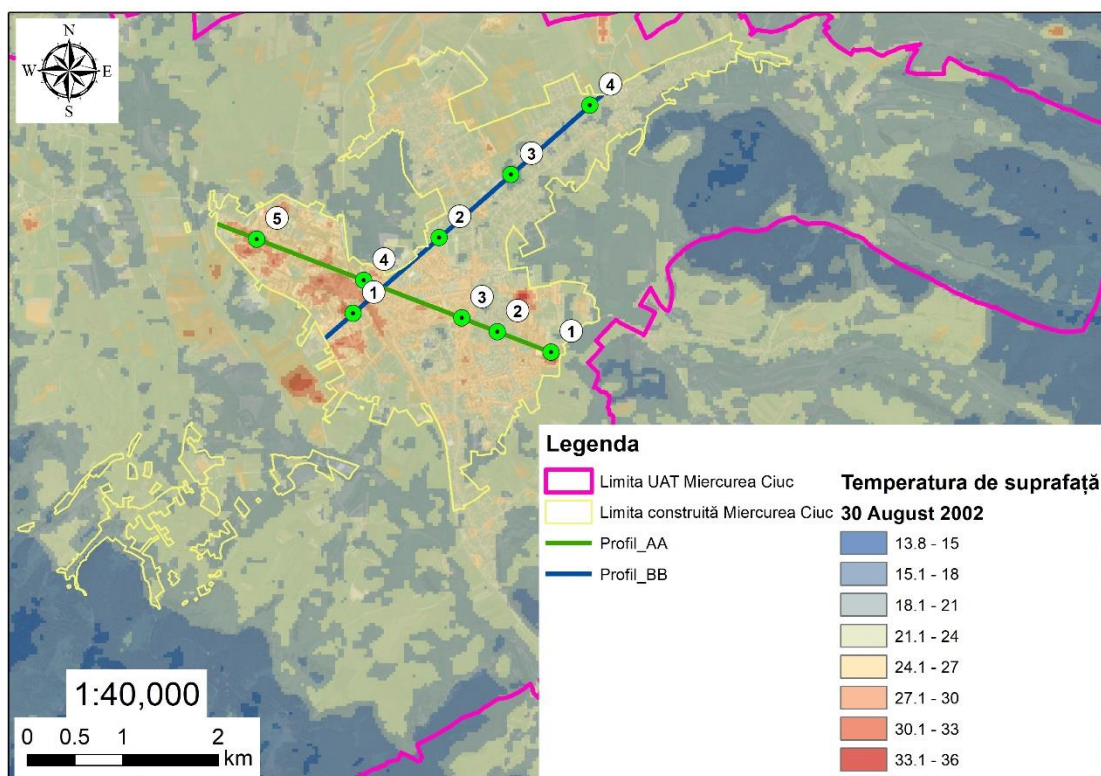 N
W E
S
4
3
2
5
4
1
3
2
1
Legenda
Limita UAT Miercurea Ciuc
Limita construită Miercurea Ciuc
Profil_AA
Profil_BB
Temperatura de suprafață
30 August 2002
13.8 - 15
15.1 - 18
18.1 - 21
21.1 - 24
24.1 - 27
27.1 - 30
30.1 - 33
33.1 - 36
1:40,000
0 0.5 1 2
km